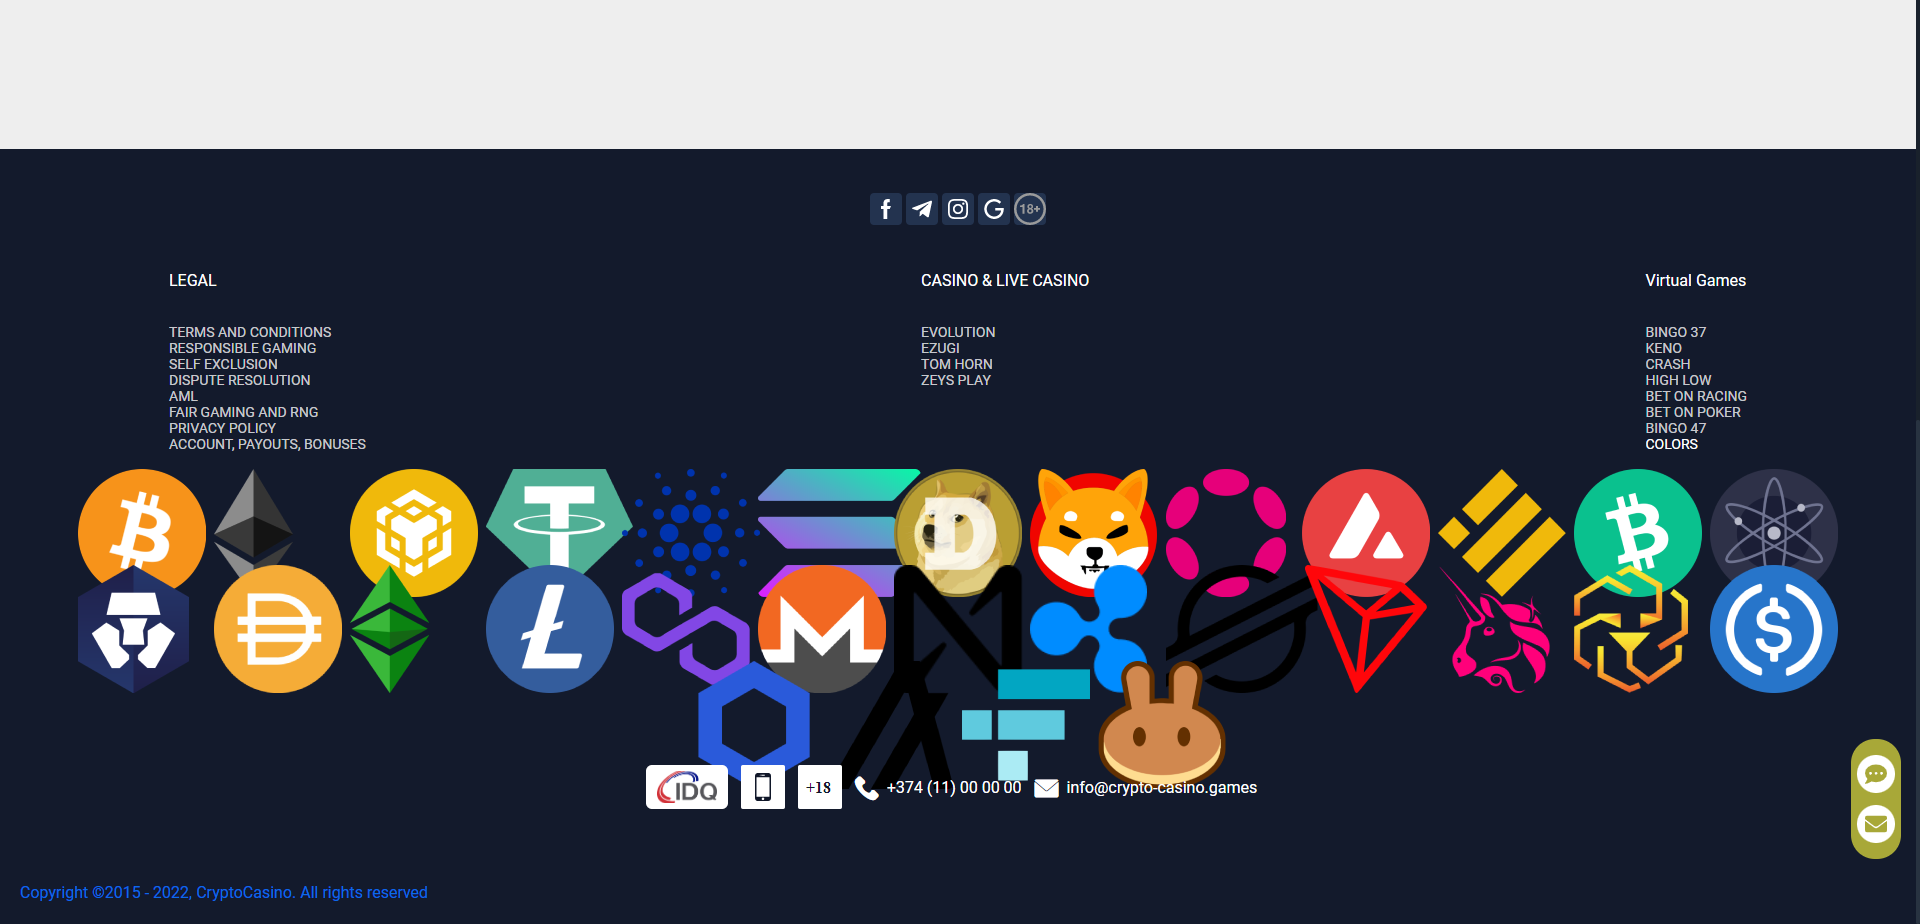 18+
LEGAL
TERMS AND CONDITIONS
RESPONSIBLE GAMING
SELF EXCLUSION
DISPUTE RESOLUTION
AML
FAIR GAMING AND RNG
PRIVACY POLICY
ACCOUNT, PAYOUTS, BONUSES
CASINO & LIVE CASINO
EVOLUTION
EZUGI
TOM HORN
ZEYS PLAY
Virtual Games
BINGO 37
KENO
CRASH
HIGH LOW
BET ON RACING
BET ON POKER
BINGO 47
COLORS
IDQ
+18
+374 (11) 00 00 00
info@crypto-casino.games
Copyright ©2015 - 2022, CryptoCasino. All rights reserved